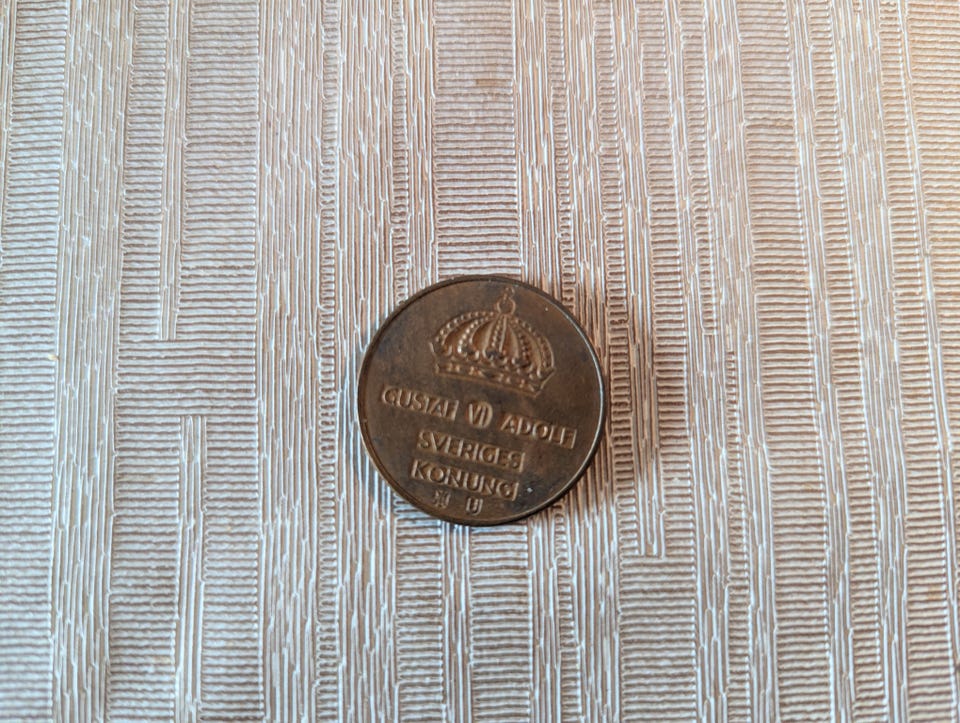 GUSTAF VI ADOLF
SVERIGES
KONUNG
U